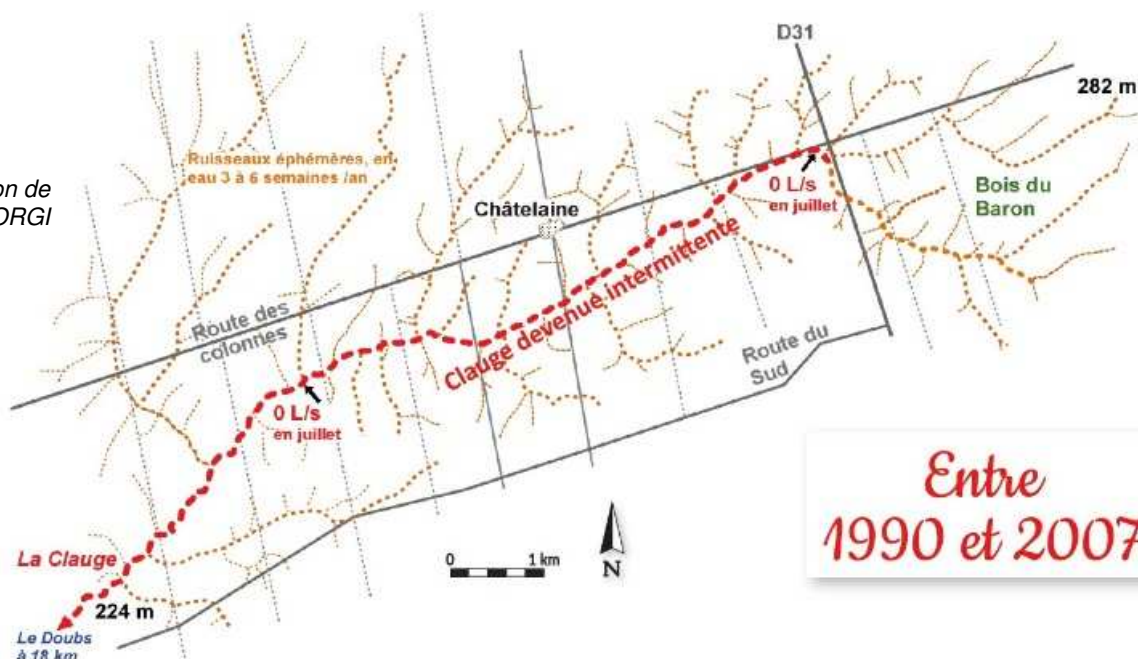 D31
282 m
Ruisseaux éphémères, en
eau 3 à 6 semaines /an
on de
ORGI
Châtelaine
0 L/s
en juillet
Bois du
Baron
Clauge devenue intermittente
Route des
colonnes
Route du
Sud
0 L/s
en juillet
Entre
1990 et 2007
La Clauge
0
1 km
N
224 m
Le Doubs
à 18 km